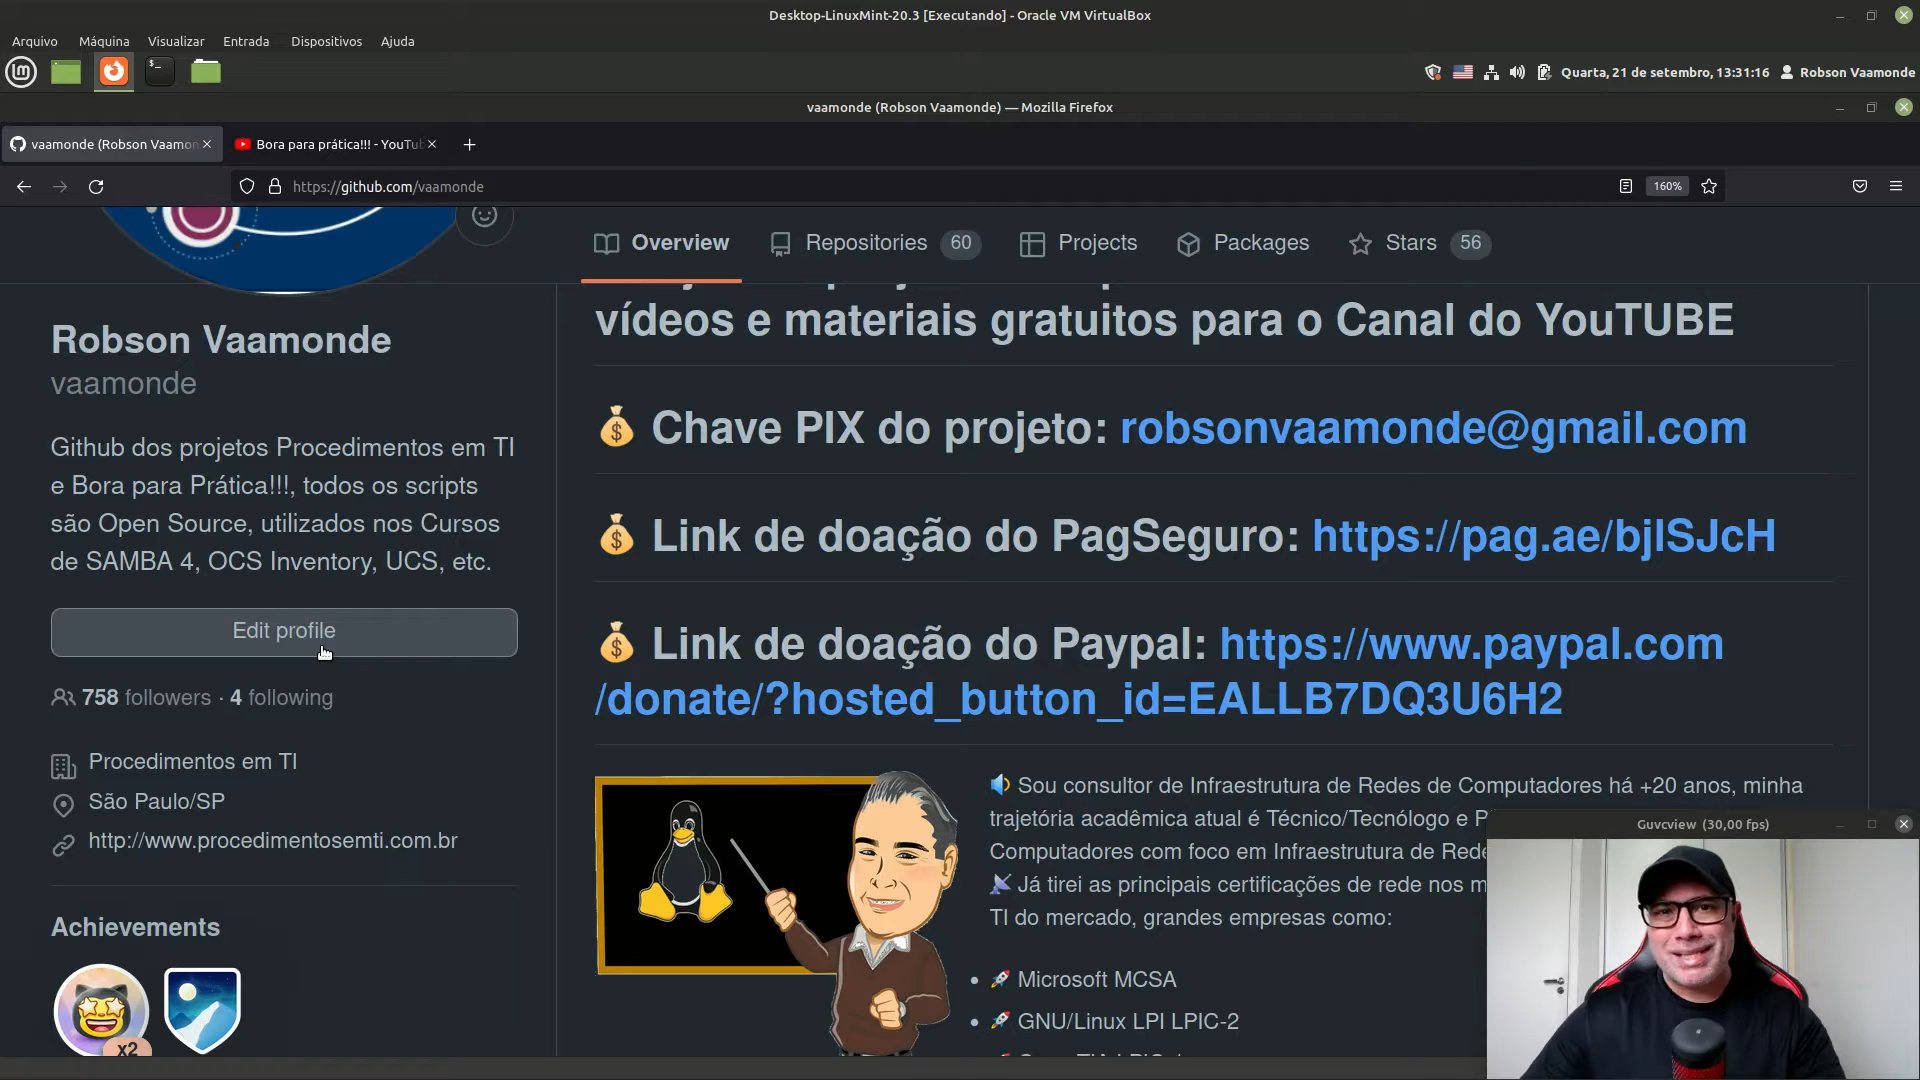 Desktop-LinuxMint-20.3 [Executando] - Oracle VM VirtualBox
Arquivo Máquina Visualizar Entrada Dispositivos Ajuda
Quarta, 21 de setembro, 13:31:16 Robson Vaamonde
vaamonde (Robson Vaamonde) — Mozilla Firefox
vaamonde (Robson Vaamon
Bora para prática!!! - YouTub
https://github.com/vaamonde
160%
Overview
Repositories 60
Projects
Packages
Stars 56
Robson Vaamonde
vaamonde
Github dos projetos Procedimentos em TI
e Bora para Prática!!!, todos os scripts
são Open Source, utilizados nos Cursos
de SAMBA 4, OCS Inventory, UCS, etc.
Edit profile
758 followers · 4 following
Procedimentos em TI
São Paulo/SP
http://www.procedimentosemti.com.br
Achievements
x2
vídeos e materiais gratuitos para o Canal do YouTUBE
Chave PIX do projeto: robsonvaamonde@gmail.com
Link de doação do PagSeguro: https://pag.ae/bjlSJcH
Link de doação do Paypal: https://www.paypal.com
/donate/?hosted_button_id=EALLB7DQ3U6H2
Sou consultor de Infraestrutura de Redes de Computadores há +20 anos, minha
trajetória acadêmica atual é Técnico/Tecnólogo e
Computadores com foco em Infraestrutura de
Já tirei as principais certificações de rede nos
TI do mercado, grandes empresas como:
Microsoft MCSA
GNU/Linux LPI LPIC-2
Guvcview (30,00 fps)